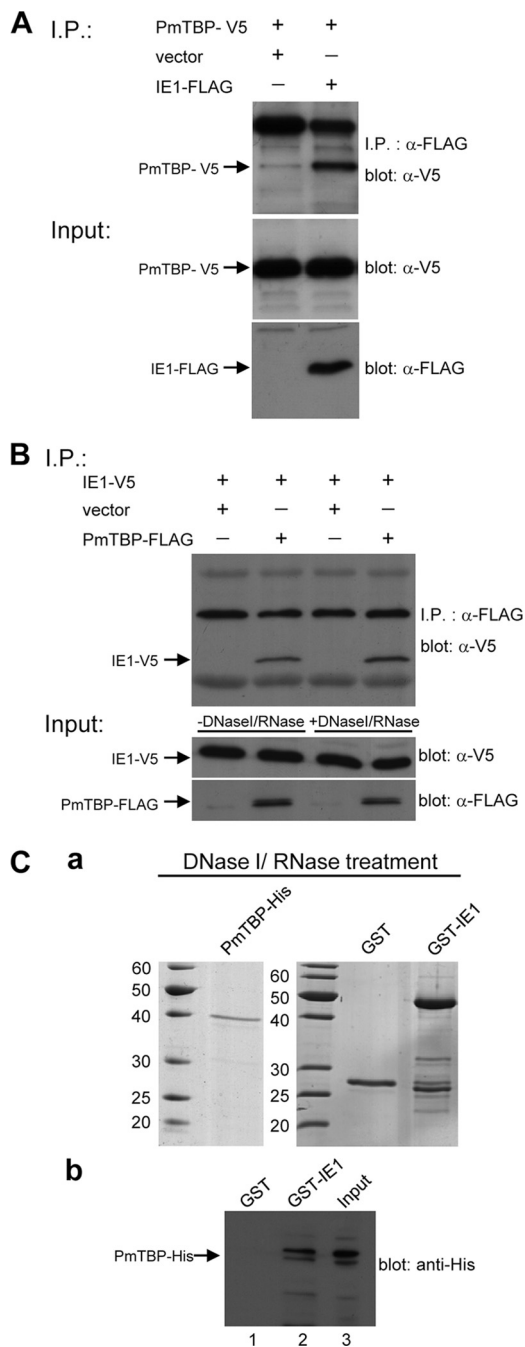 A I.P.: PmTBP- V5 + +
vector + −
IE1-FLAG − +
I.P. : α-FLAG
PmTBP- V5 blot: α-V5
Input:
PmTBP- V5 blot: α-V5
IE1-FLAG blot: α-FLAG
B I.P.:
IE1-V5 + + + +
vector + − + −
PmTBP-FLAG − + − +
I.P. : α-FLAG
blot: α-V5
IE1-V5
Input: -DNaseI/RNase +DNaseI/RNase
IE1-V5 blot: α-V5
PmTBP-FLAG blot: α-FLAG
C a DNase I/ RNase treatment
PmTBP-His GST GST-IE1
60
50
40
30
25
20
60
50
40
30
25
20
b
GST GST-IE1 Input
PmTBP-His blot: anti-His
1 2 3